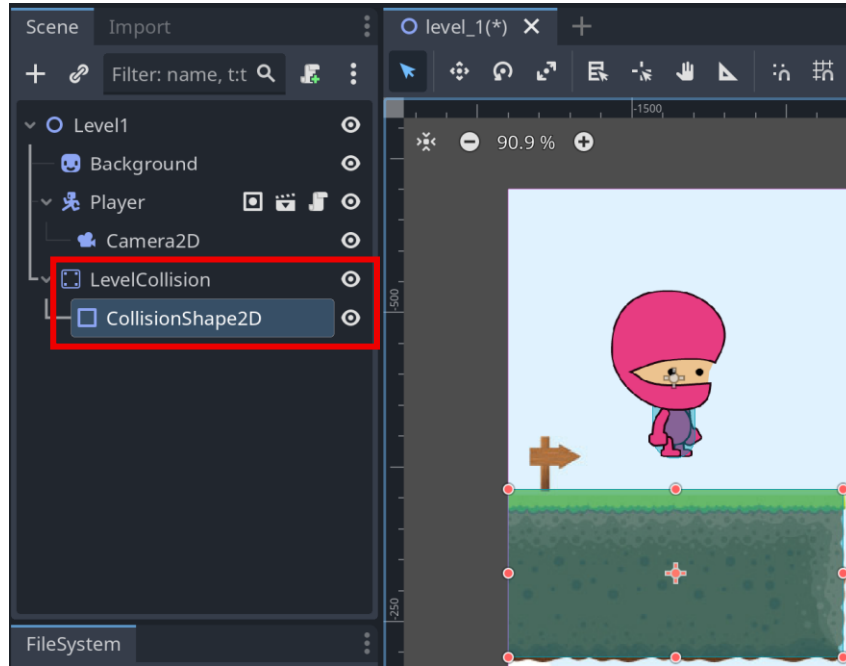 Scene Import
level_1(*)
Filter: name, t:t
-1500
Level1
90.9 %
Background
Player
Camera2D
LevelCollision
-500
CollisionShape2D
-250
FileSystem